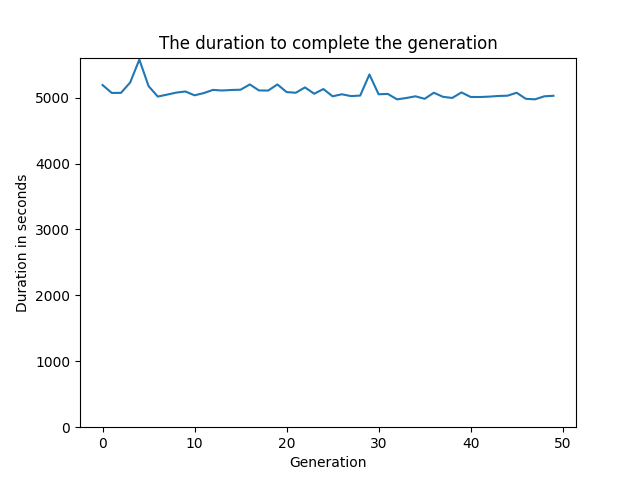 The duration to complete the generation
Duration in seconds
5000
4000
3000
2000
1000
0
0 10 20 30 40 50
Generation